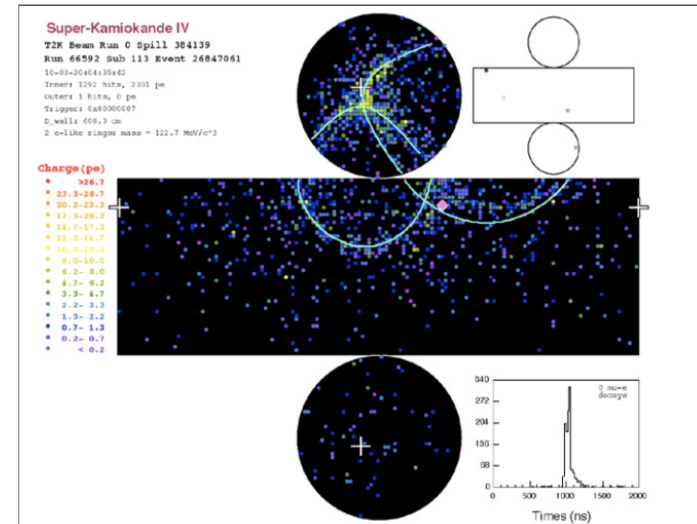 Super-Kamiokande IV
T2K Beam Run 0 Spill 384139
Run 66592 Sub 113 Event 26847061
10-03-20:04:35:42
Inner: 1292 hits, 2301 pe
Outer: 1 hits, 0 pe
Trigger: 0x80000007
D_wall: 600.3 cm
2 e-like rings: mass = 122.7 MeV/c^2
Charge(pe)
>26.7
23.3-26.7
20.2-23.3
17.3-20.2
14.7-17.3
12.2-14.7
10.0-12.2
8.0-10.0
6.2- 8.0
4.7- 6.2
3.3- 4.7
2.2- 3.3
1.3- 2.2
0.7- 1.3
0.2- 0.7
< 0.2
0 mu-e
decays
340
272
204
136
68
0
0 500 1000 1500 2000
Times (ns)